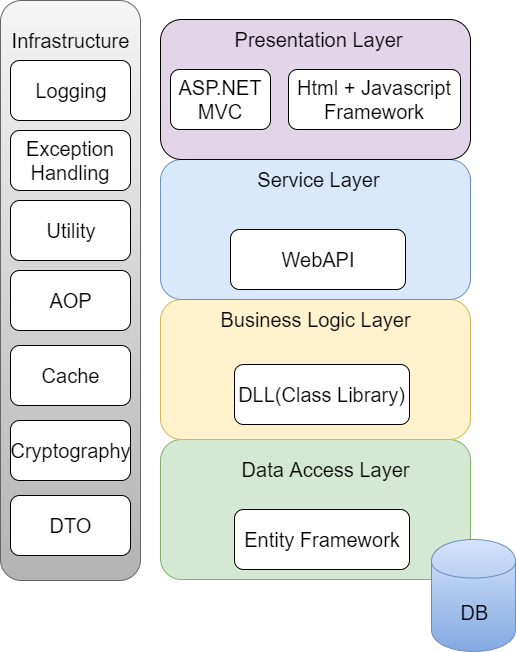 Infrastructure
Logging
Exception
Handling
Utility
AOP
Cache
Cryptography
DTO
Presentation Layer
ASP.NET
MVC
Html + Javascript
Framework
Service Layer
WebAPI
Business Logic Layer
DLL(Class Library)
Data Access Layer
Entity Framework
DB